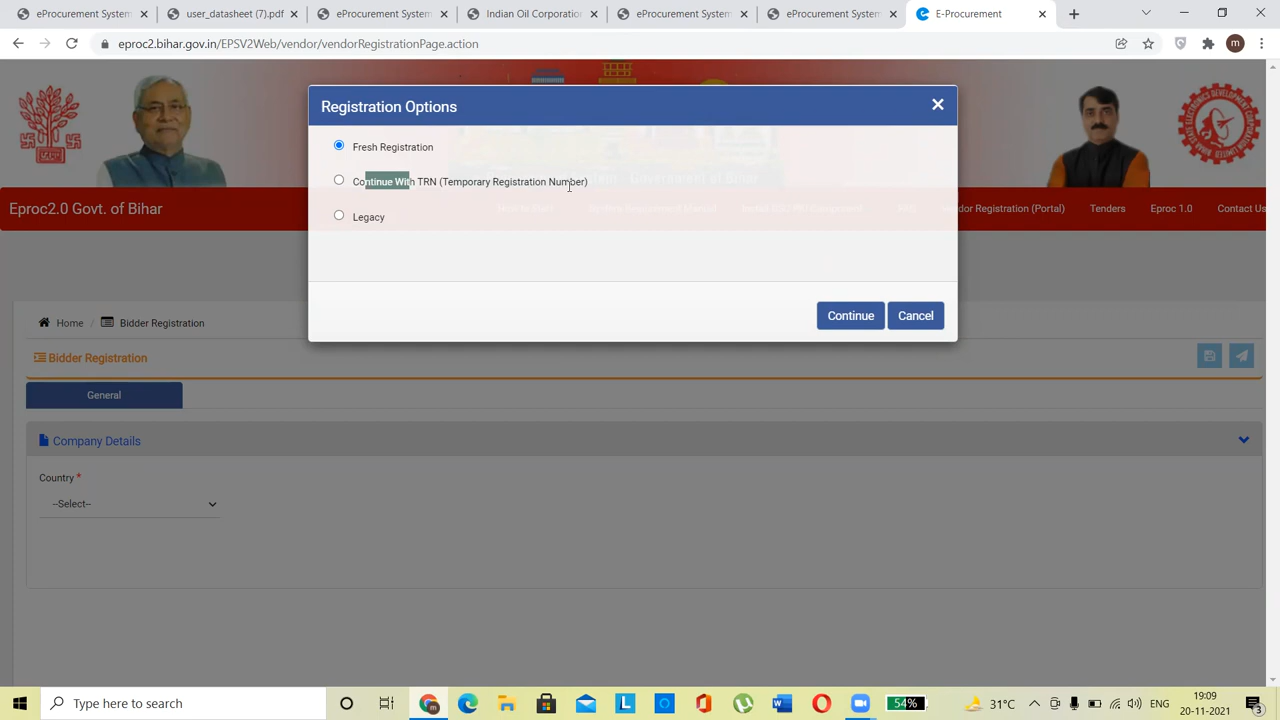 eProcurement System
user_datasheet (7).pdf
eProcurement System
Indian Oil Corporation
eProcurement System
eProcurement System
E-Procurement
eproc2.bihar.gov.in/EPSV2Web/vendor/vendorRegistrationPage.action
m
Registration Options
Fresh Registration
Continue With TRN (Temporary Registration Number)
Legacy
Eproc2.0 Govt. of Bihar
Tenders
Eproc 1.0
Contact Us
Continue
Cancel
Home / Bidder Registration
Bidder Registration
General
Company Details
Country *
--Select--
Type here to search
54%
31°C
ENG
19:09
20-11-2021
3